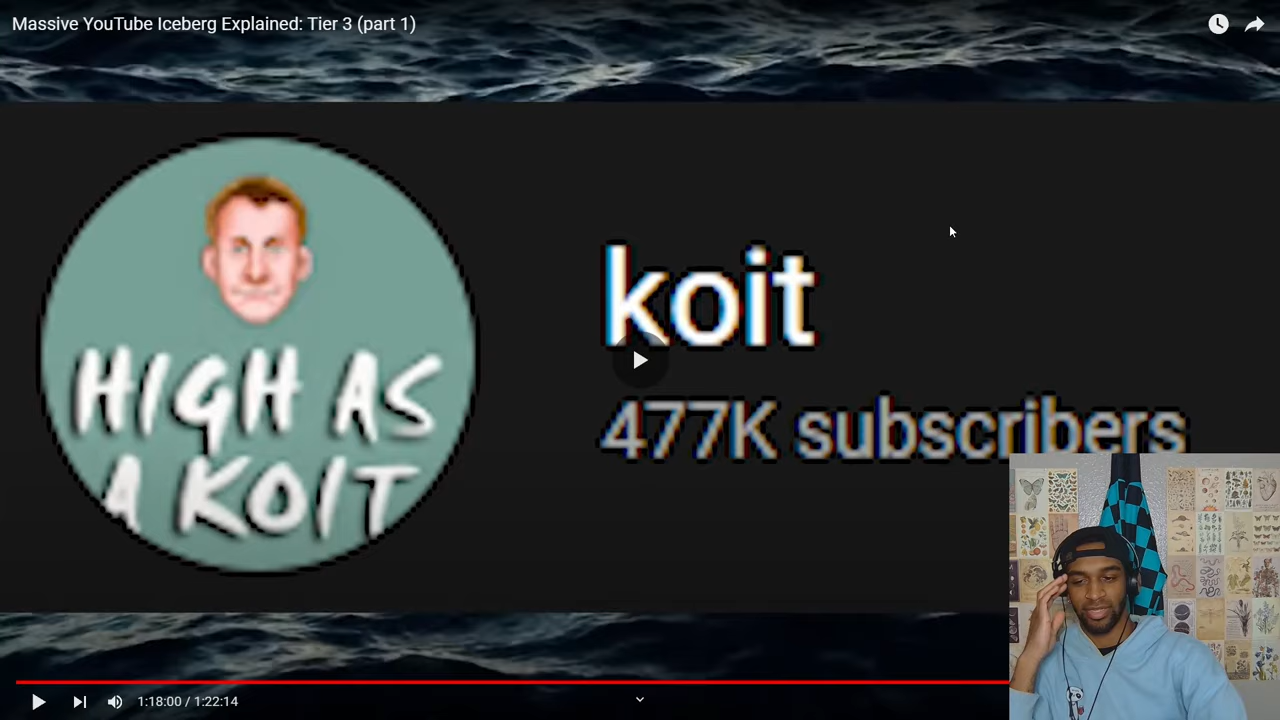 Massive YouTube Iceberg Explained: Tier 3 (part 1)
HIGH AS
A KOIT
koit
477K subscribers
1:18:00 / 1:22:14